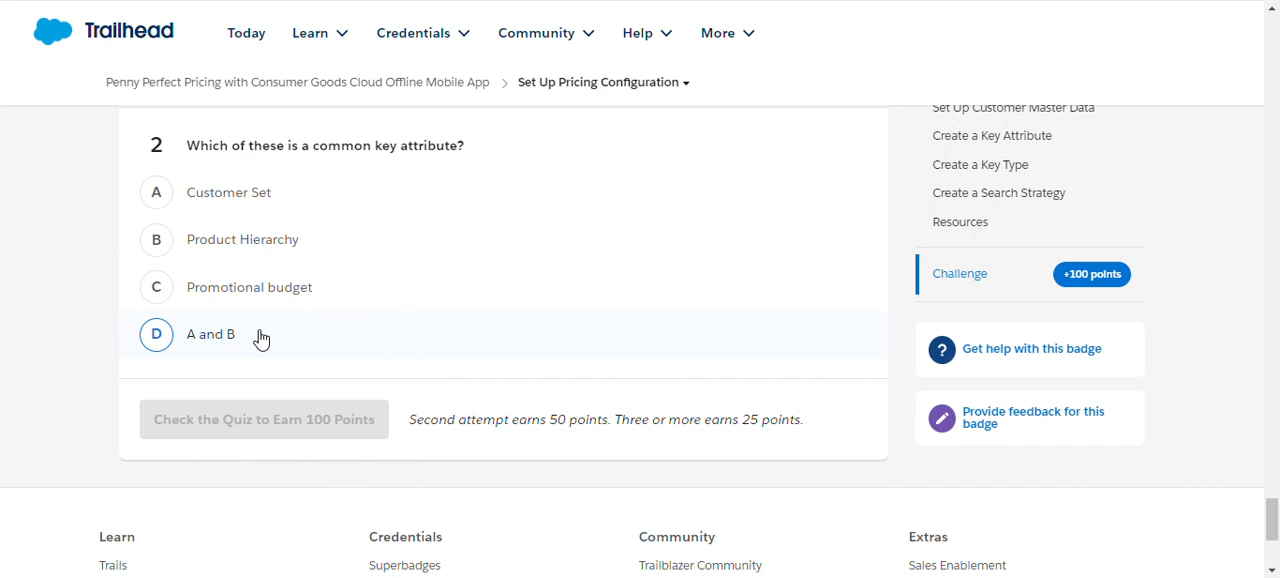 Trailhead
Today Learn Credentials Community Help More
Penny Perfect Pricing with Consumer Goods Cloud Offline Mobile App > Set Up Pricing Configuration
Set Up Customer Master Data
Create a Key Attribute
Create a Key Type
Create a Search Strategy
Resources
Challenge +100 points
2 Which of these is a common key attribute?
A Customer Set
B Product Hierarchy
C Promotional budget
D A and B
Check the Quiz to Earn 100 Points Second attempt earns 50 points. Three or more earns 25 points.
? Get help with this badge
Provide feedback for this
badge
Learn Credentials Community Extras
Trails Superbadges Trailblazer Community Sales Enablement